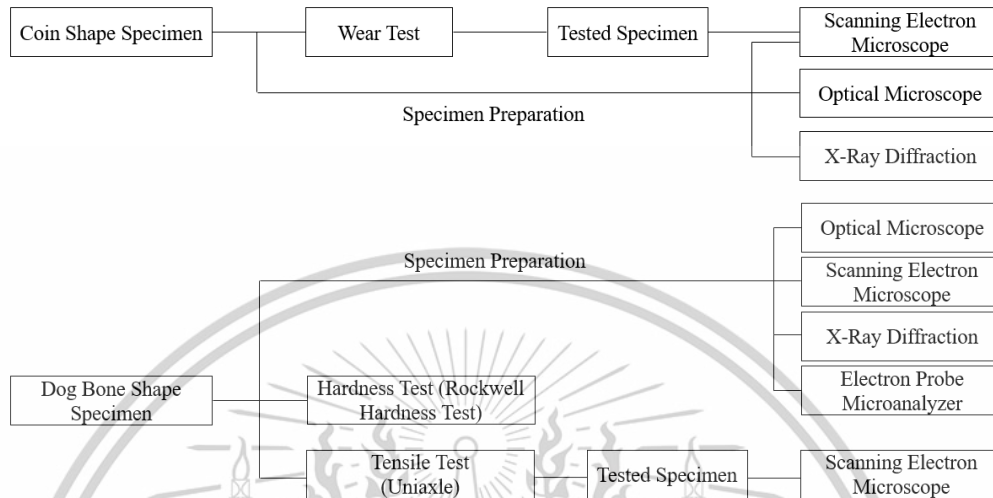 Coin Shape Specimen
Wear Test
Tested Specimen
Scanning Electron
Microscope
Optical Microscope
Specimen Preparation
X-Ray Diffraction
Optical Microscope
Specimen Preparation
Scanning Electron
Microscope
X-Ray Diffraction
Dog Bone Shape
Specimen
Hardness Test (Rockwell
Hardness Test)
Electron Probe
Microanalyzer
Tensile Test
(Uniaxle)
Tested Specimen
Scanning Electron
Microscope